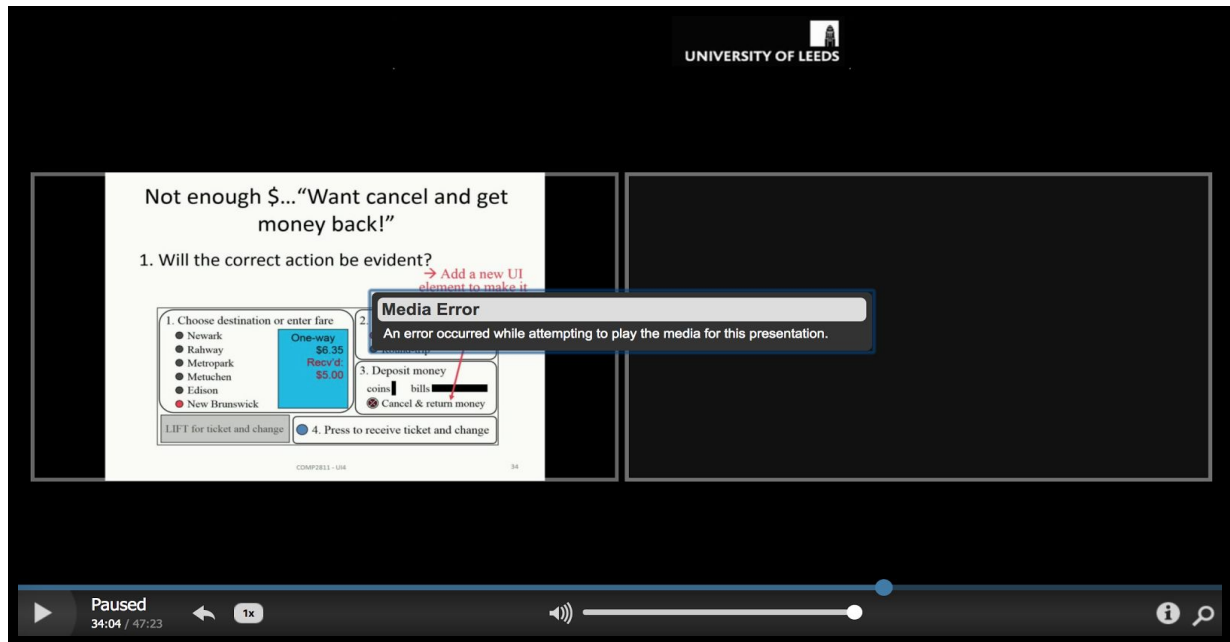 UNIVERSITY OF LEEDS
Not enough $...“Want cancel and get
money back!”
1. Will the correct action be evident?
→ Add a new UI
element to make it
Media Error
An error occurred while attempting to play the media for this presentation.
1. Choose destination or enter fare
Newark
Rahway
Metropark
Metuchen
Edison
New Brunswick
One-way
$6.35
Recv'd:
$5.00
2.
Round-trip
3. Deposit money
coins bills
Cancel & return money
LIFT for ticket and change
4. Press to receive ticket and change
COMP2811 - UI4
34
Paused
34:04 / 47:23
1x